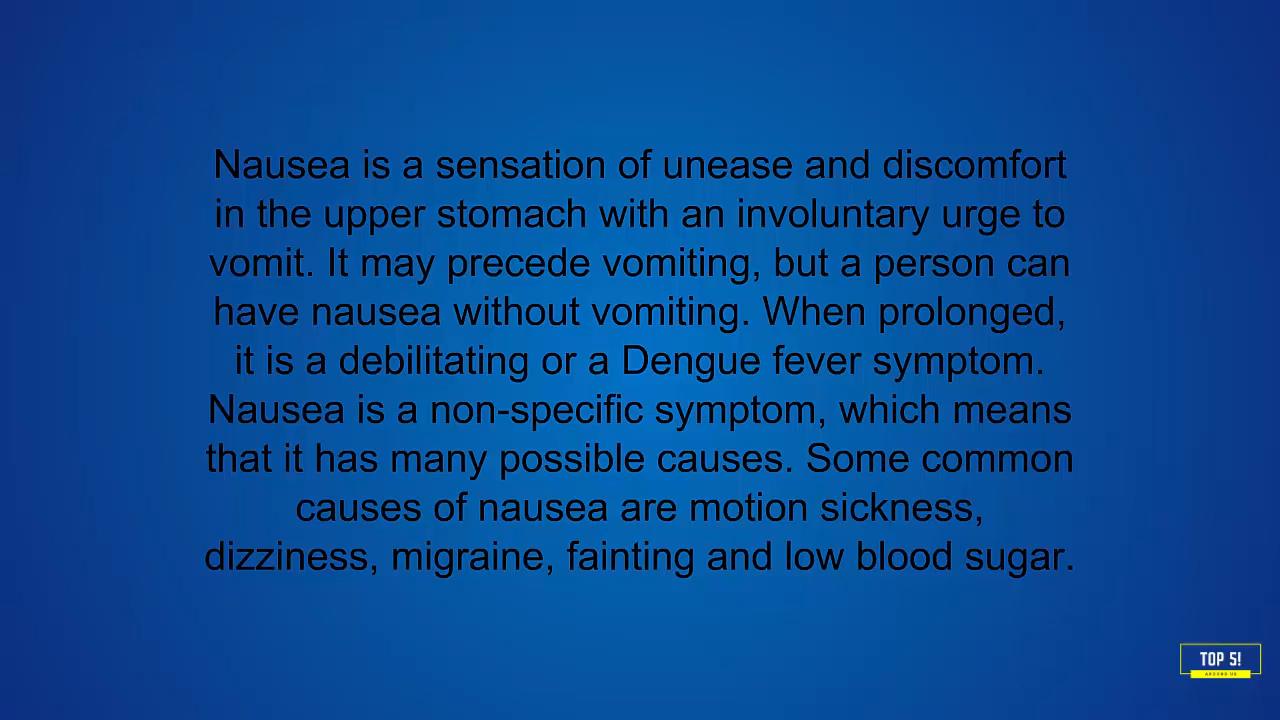 Nausea is a sensation of unease and discomfort
in the upper stomach with an involuntary urge to
vomit. It may precede vomiting, but a person can
have nausea without vomiting. When prolonged,
it is a debilitating or a Dengue fever symptom.
Nausea is a non-specific symptom, which means
that it has many possible causes. Some common
causes of nausea are motion sickness,
dizziness, migraine, fainting and low blood sugar.
TOP 5!
AROUND US